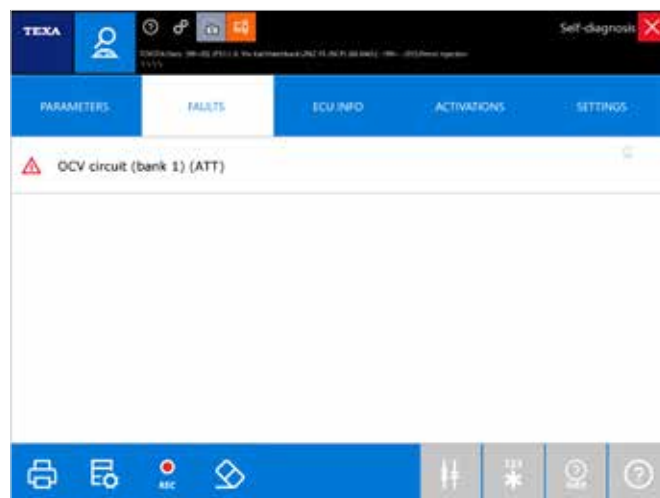 TEXA
Self-diagnosis
PARAMETERS
FAULTS
ECU INFO
ACTIVATIONS
SETTINGS
OCV circuit (bank 1) (ATT)
REC